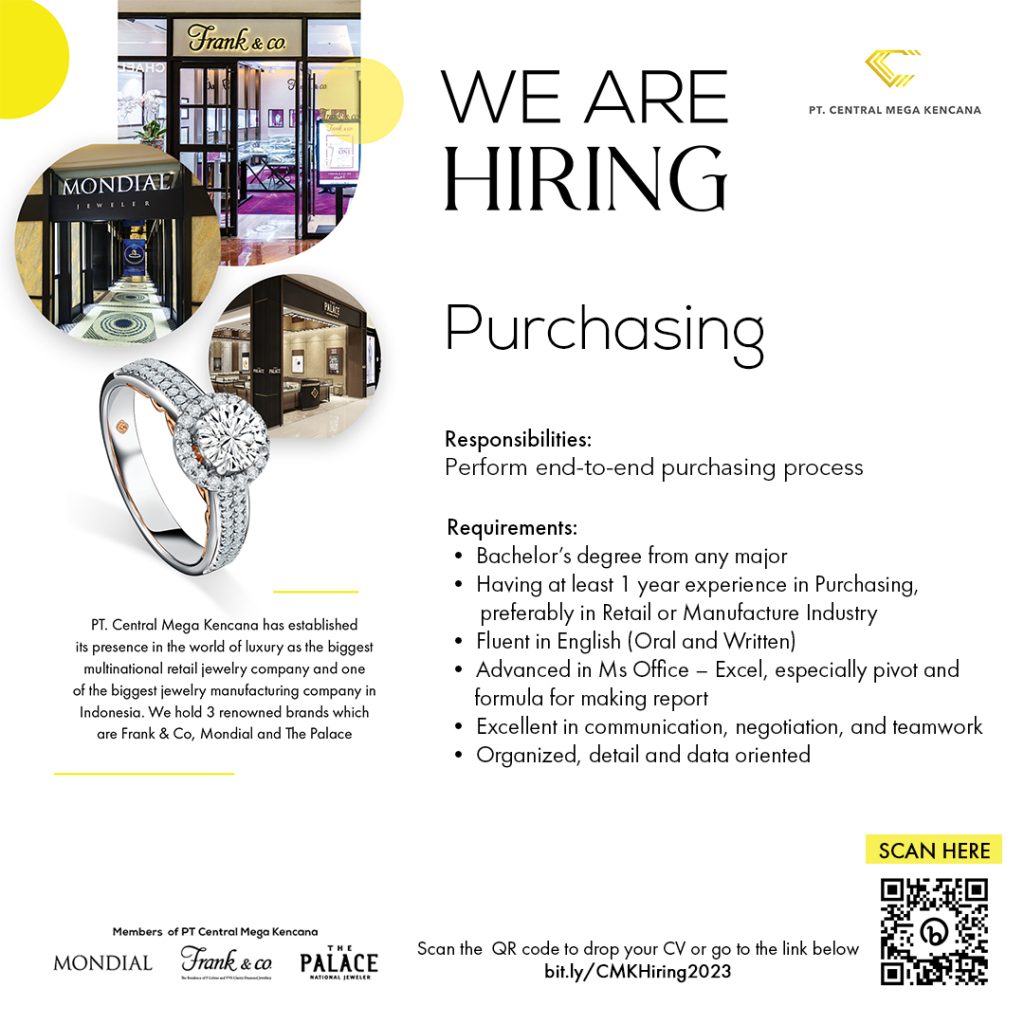 Frank & co.
MONDIAL
JEWELER
PALACE
WE ARE
HIRING
PT. CENTRAL MEGA KENCANA
Purchasing
Responsibilities:
Perform end-to-end purchasing process
Requirements:
• Bachelor’s degree from any major
• Having at least 1 year experience in Purchasing,
preferably in Retail or Manufacture Industry
• Fluent in English (Oral and Written)
• Advanced in Ms Office – Excel, especially pivot and
formula for making report
• Excellent in communication, negotiation, and teamwork
• Organized, detail and data oriented
PT. Central Mega Kencana has established
its presence in the world of luxury as the biggest
multinational retail jewelry company and one
of the biggest jewelry manufacturing company in
Indonesia. We hold 3 renowned brands which
are Frank & Co, Mondial and The Palace
Members of PT Central Mega Kencana
MONDIAL
Frank & co.
THE
PALACE
NATIONAL JEWELER
Scan the QR code to drop your CV or go to the link below
bit.ly/CMKHiring2023
SCAN HERE